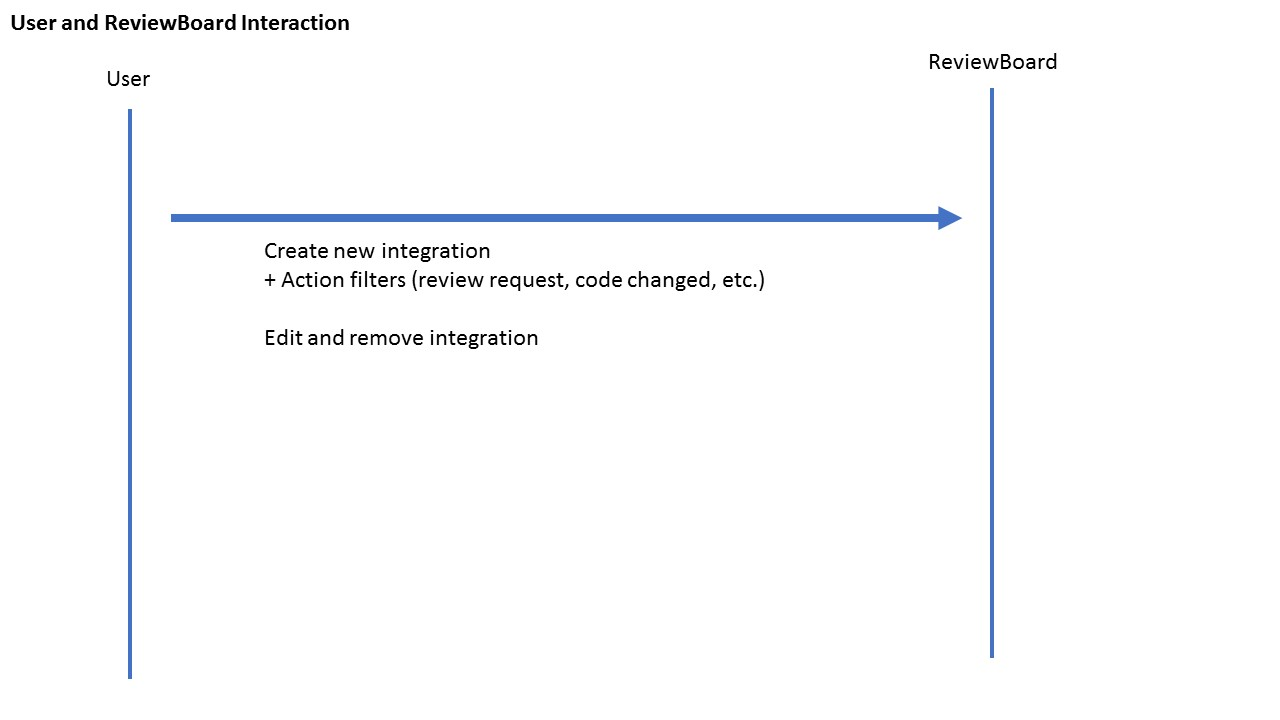 User and ReviewBoard Interaction
User
ReviewBoard
Create new integration
+ Action filters (review request, code changed, etc.)
Edit and remove integration